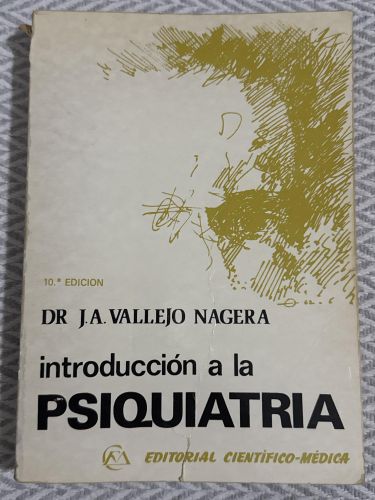 10.ª EDICION
DR J.A. VALLEJO NAGERA
introducción a la
PSIQUIATRIA
EDITORIAL CIENTÍFICO-MÉDICA